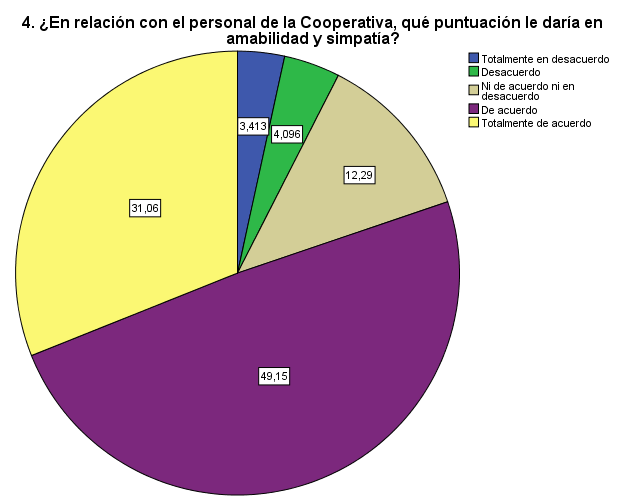 4. ¿En relación con el personal de la Cooperativa, qué puntuación le daría en
amabilidad y simpatía?
Totalmente en desacuerdo
Desacuerdo
Ni de acuerdo ni en
desacuerdo
De acuerdo
Totalmente de acuerdo
3,413
4,096
12,29
31,06
49,15